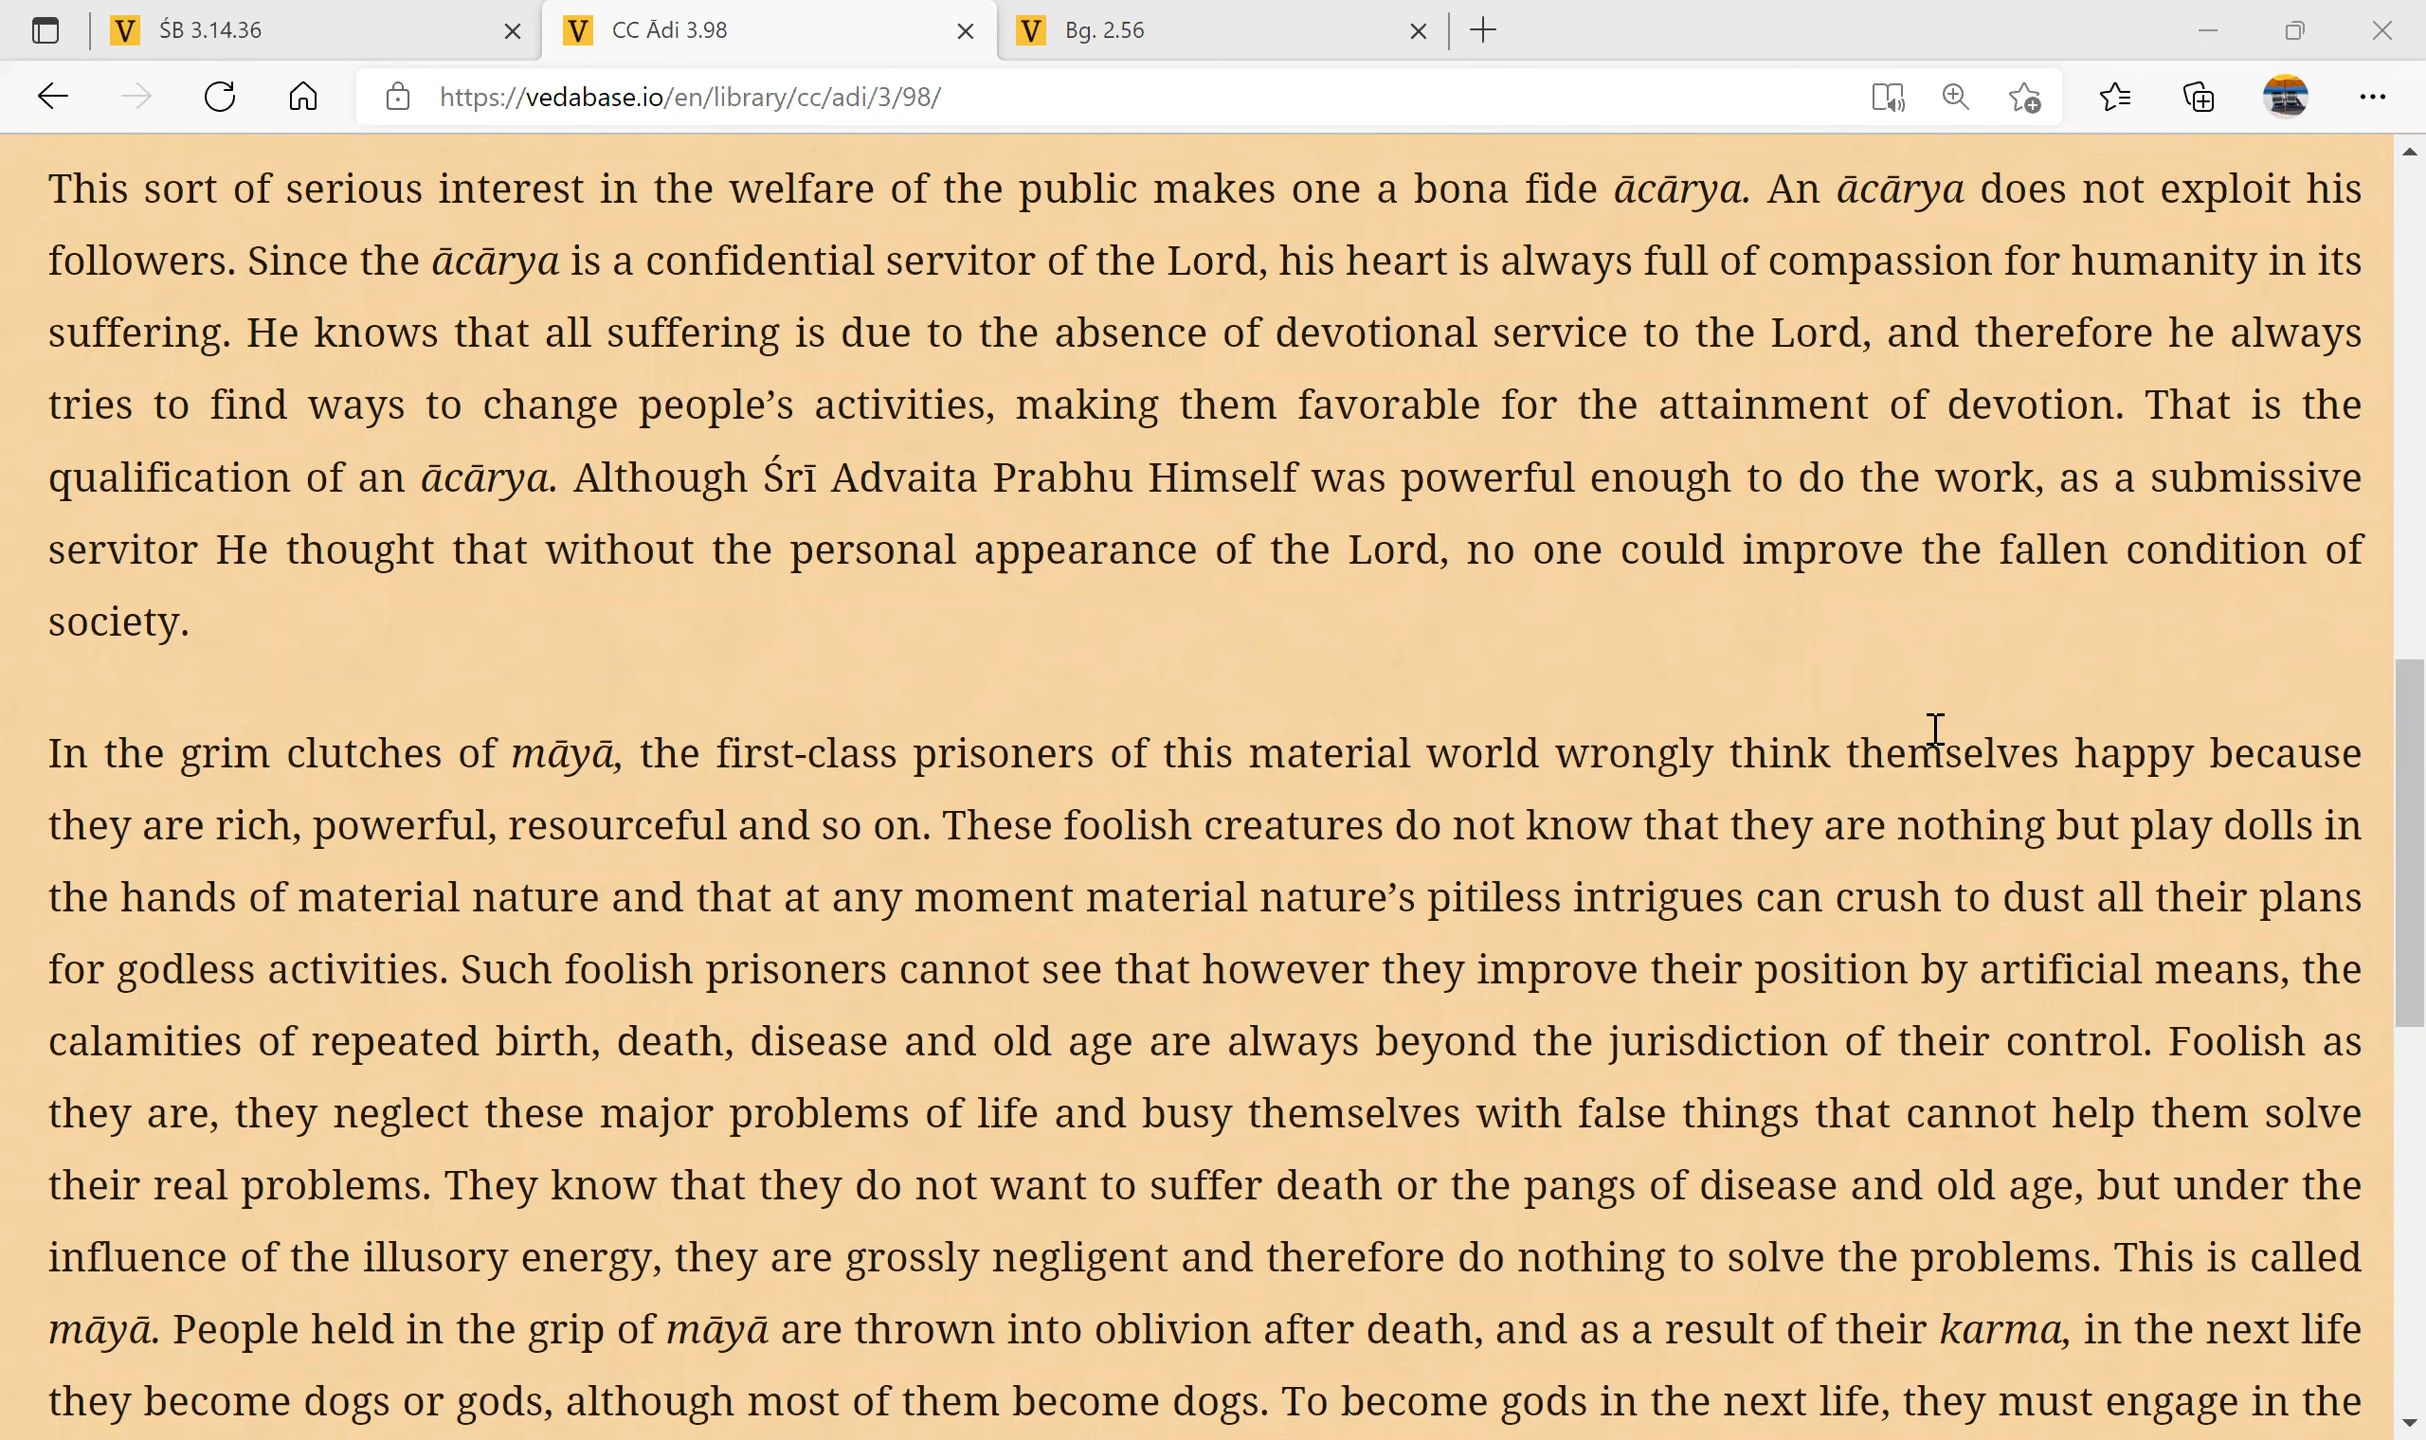 V ŚB 3.14.36
V CC Ādi 3.98
V Bg. 2.56
https://vedabase.io/en/library/cc/adi/3/98/
This sort of serious interest in the welfare of the public makes one a bona fide ācārya. An ācārya does not exploit his
followers. Since the ācārya is a confidential servitor of the Lord, his heart is always full of compassion for humanity in its
suffering. He knows that all suffering is due to the absence of devotional service to the Lord, and therefore he always
tries to find ways to change people’s activities, making them favorable for the attainment of devotion. That is the
qualification of an ācārya. Although Śrī Advaita Prabhu Himself was powerful enough to do the work, as a submissive
servitor He thought that without the personal appearance of the Lord, no one could improve the fallen condition of
society.
In the grim clutches of māyā, the first-class prisoners of this material world wrongly think themselves happy because
they are rich, powerful, resourceful and so on. These foolish creatures do not know that they are nothing but play dolls in
the hands of material nature and that at any moment material nature’s pitiless intrigues can crush to dust all their plans
for godless activities. Such foolish prisoners cannot see that however they improve their position by artificial means, the
calamities of repeated birth, death, disease and old age are always beyond the jurisdiction of their control. Foolish as
they are, they neglect these major problems of life and busy themselves with false things that cannot help them solve
their real problems. They know that they do not want to suffer death or the pangs of disease and old age, but under the
influence of the illusory energy, they are grossly negligent and therefore do nothing to solve the problems. This is called
māyā. People held in the grip of māyā are thrown into oblivion after death, and as a result of their karma, in the next life
they become dogs or gods, although most of them become dogs. To become gods in the next life, they must engage in the